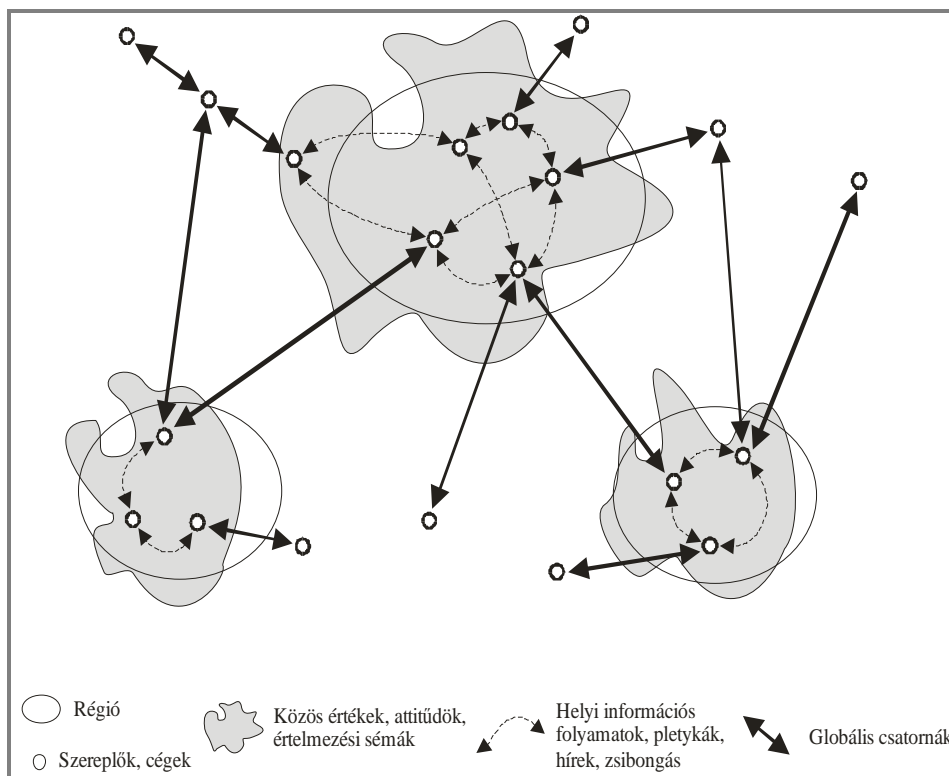 Régió
Szereplők, cégek
Közös értékek, attitűdök,
értelmezési sémák
Helyi információs
folyamatok, pletykák,
hírek, zsibongás
Globális csatornák